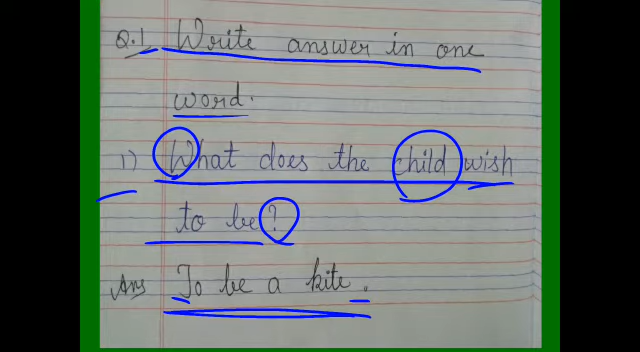 Q.1 Write answer in one
word.
1) What does the child wish
to be?
Ans To be a kite.